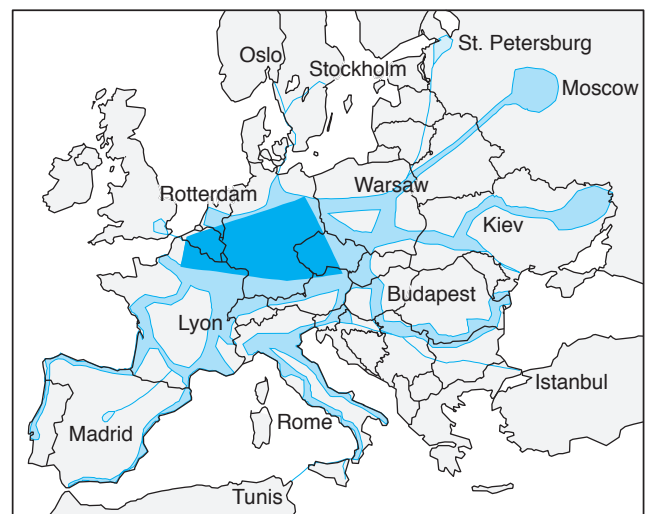 St. Petersburg
Oslo
Stockholm
Moscow
Rotterdam
Warsaw
Kiev
Budapest
Lyon
Istanbul
Rome
Madrid
Tunis